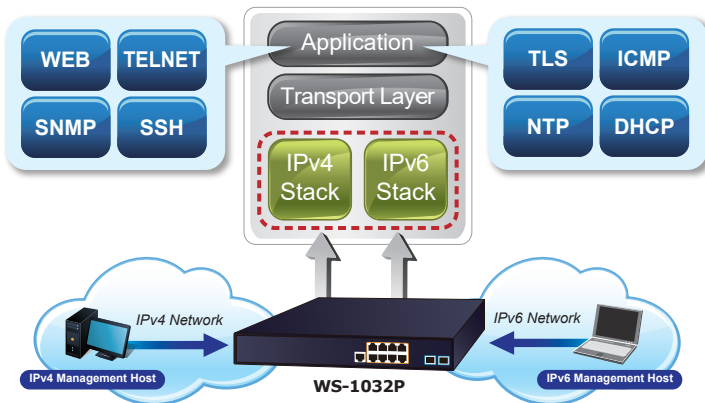 WEB
TELNET
SNMP
SSH
Application
Transport Layer
IPv4
Stack
IPv6
Stack
TLS
ICMP
NTP
DHCP
IPv4 Network
IPv4 Management Host
WS-1032P
IPv6 Network
IPv6 Management Host